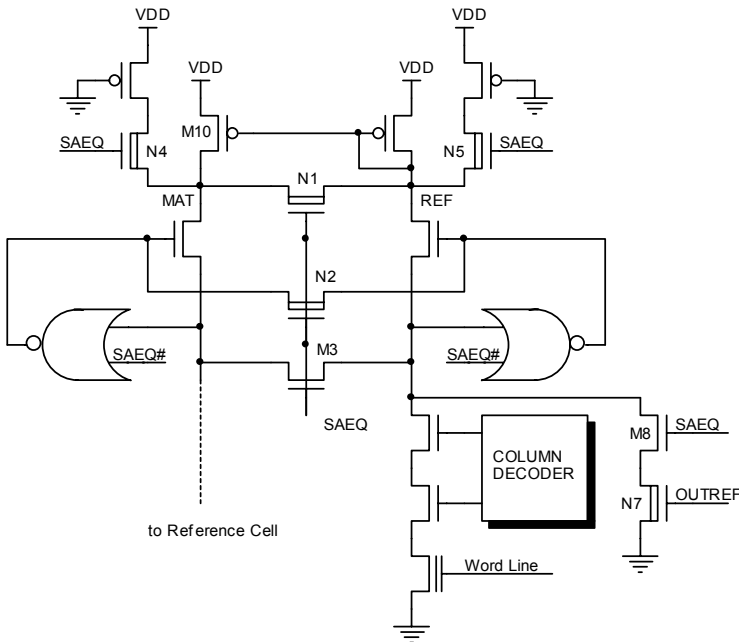 VDD
VDD
VDD
VDD
SAEQ
N4
M10
N5
SAEQ
N1
MAT
REF
N2
SAEQ#
M3
SAEQ#
SAEQ
COLUMN
DECODER
M8
SAEQ
N7
OUTREF
to Reference Cell
Word Line